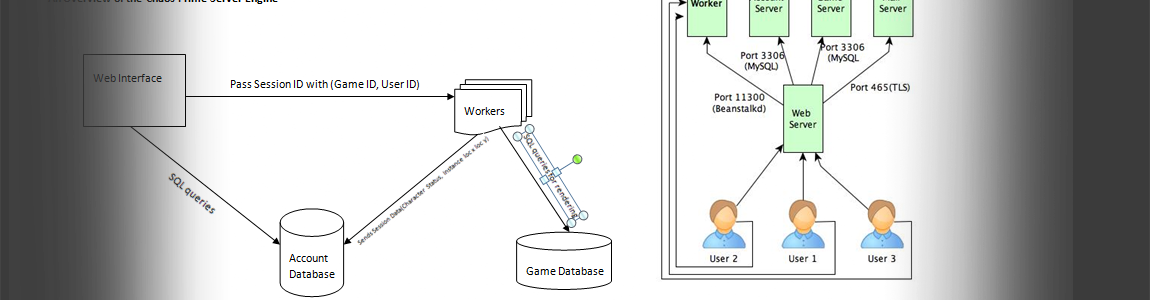 An overview of the Chaos Prime Server Engine
Web Interface
Pass Session ID with (Game ID, User ID)
Workers
SQL queries
Sends Session Data(Character Status, Instance loc x loc y)
SQL queries for rendering
Account
Database
Game Database
Worker
Server
Server
Server
Port 3306
(MySQL)
Port 3306
(MySQL
Port 11300
(Beanstalkd)
Port 465(TLS)
Web
Server
User 2
User 1
User 3